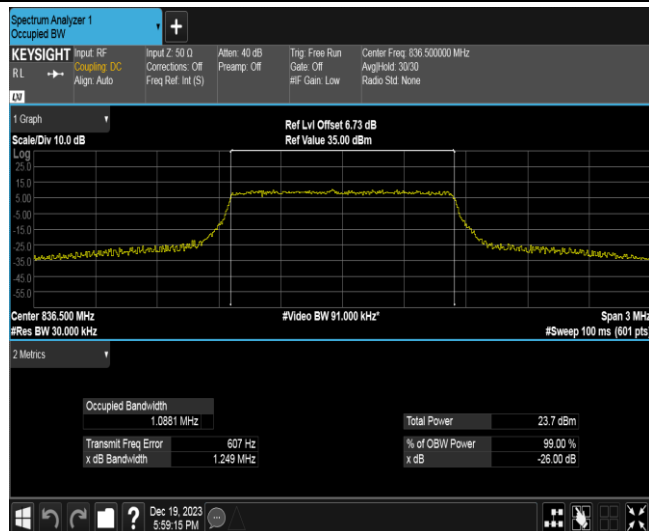 Spectrum Analyzer 1
Occupied BW
+
KEYSIGHT Input: RF Input Z: 50 Ω Atten: 40 dB Trig: Free Run Center Freq: 836.500000 MHz
RL Coupling: DC Corrections: Off Preamp: Off Gate: Off Avg|Hold: 30/30
Align: Auto Freq Ref: Int (S) #IF Gain: Low Radio Std: None
LXI
1 Graph
Ref Lvl Offset 6.73 dB
Scale/Div 10.0 dB Ref Value 35.00 dBm
Log
25.0
15.0
5.00
-5.00
-15.0
-25.0
-35.0
-45.0
-55.0
Center 836.500 MHz #Video BW 91.000 kHz* Span 3 MHz
#Res BW 30.000 kHz #Sweep 100 ms (601 pts)
2 Metrics
Occupied Bandwidth
1.0881 MHz Total Power 23.7 dBm
Transmit Freq Error 607 Hz % of OBW Power 99.00 %
x dB Bandwidth 1.249 MHz x dB -26.00 dB
? Dec 19, 2023
5:59:15 PM